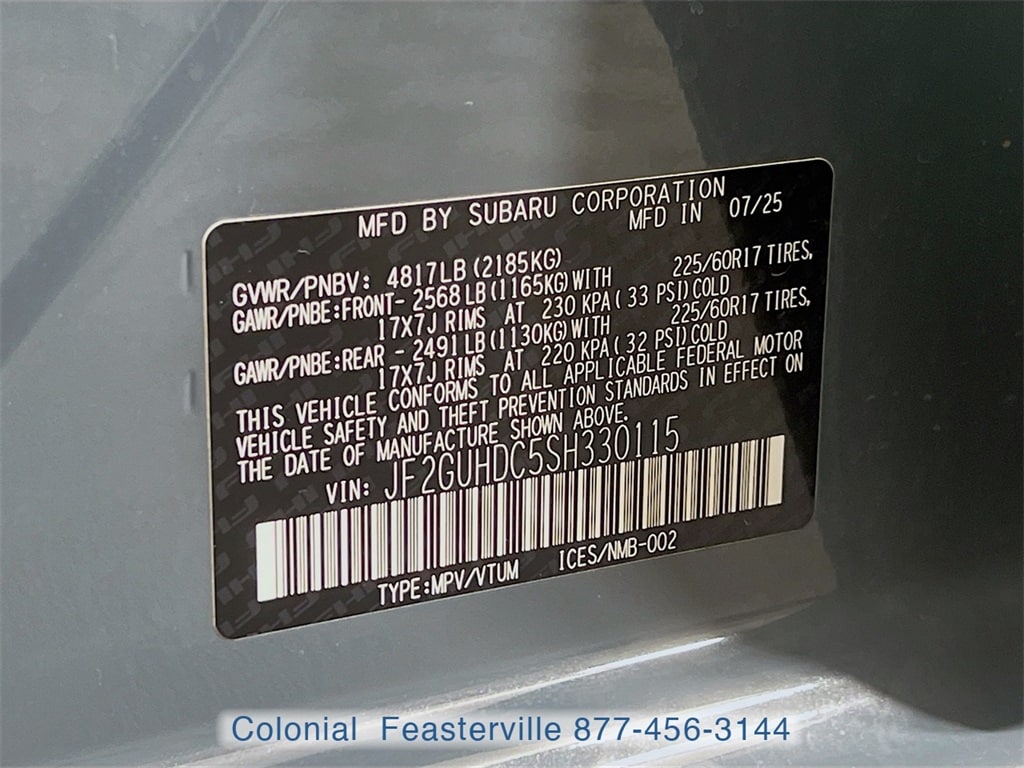 MFD BY SUBARU CORPORATION
MFD IN 07/25
GVWR/PNBV: 4817LB (2185KG)
GAWR/PNBE:FRONT- 2568LB(1165KG)WITH 225/60R17 TIRES,
17X7J RIMS AT 230 KPA( 33 PSI)COLD
GAWR/PNBE:REAR - 2491LB(1130KG)WITH 225/60R17 TIRES,
17X7J RIMS AT 220 KPA( 32 PSI)COLD
THIS VEHICLE CONFORMS TO ALL APPLICABLE FEDERAL MOTOR
VEHICLE SAFETY AND THEFT PREVENTION STANDARDS IN EFFECT ON
THE DATE OF MANUFACTURE SHOWN ABOVE.
VIN: JF2GUHDC5SH330115
TYPE:MPV/VTUM ICES/NMB-002
Colonial Feasterville 877-456-3144